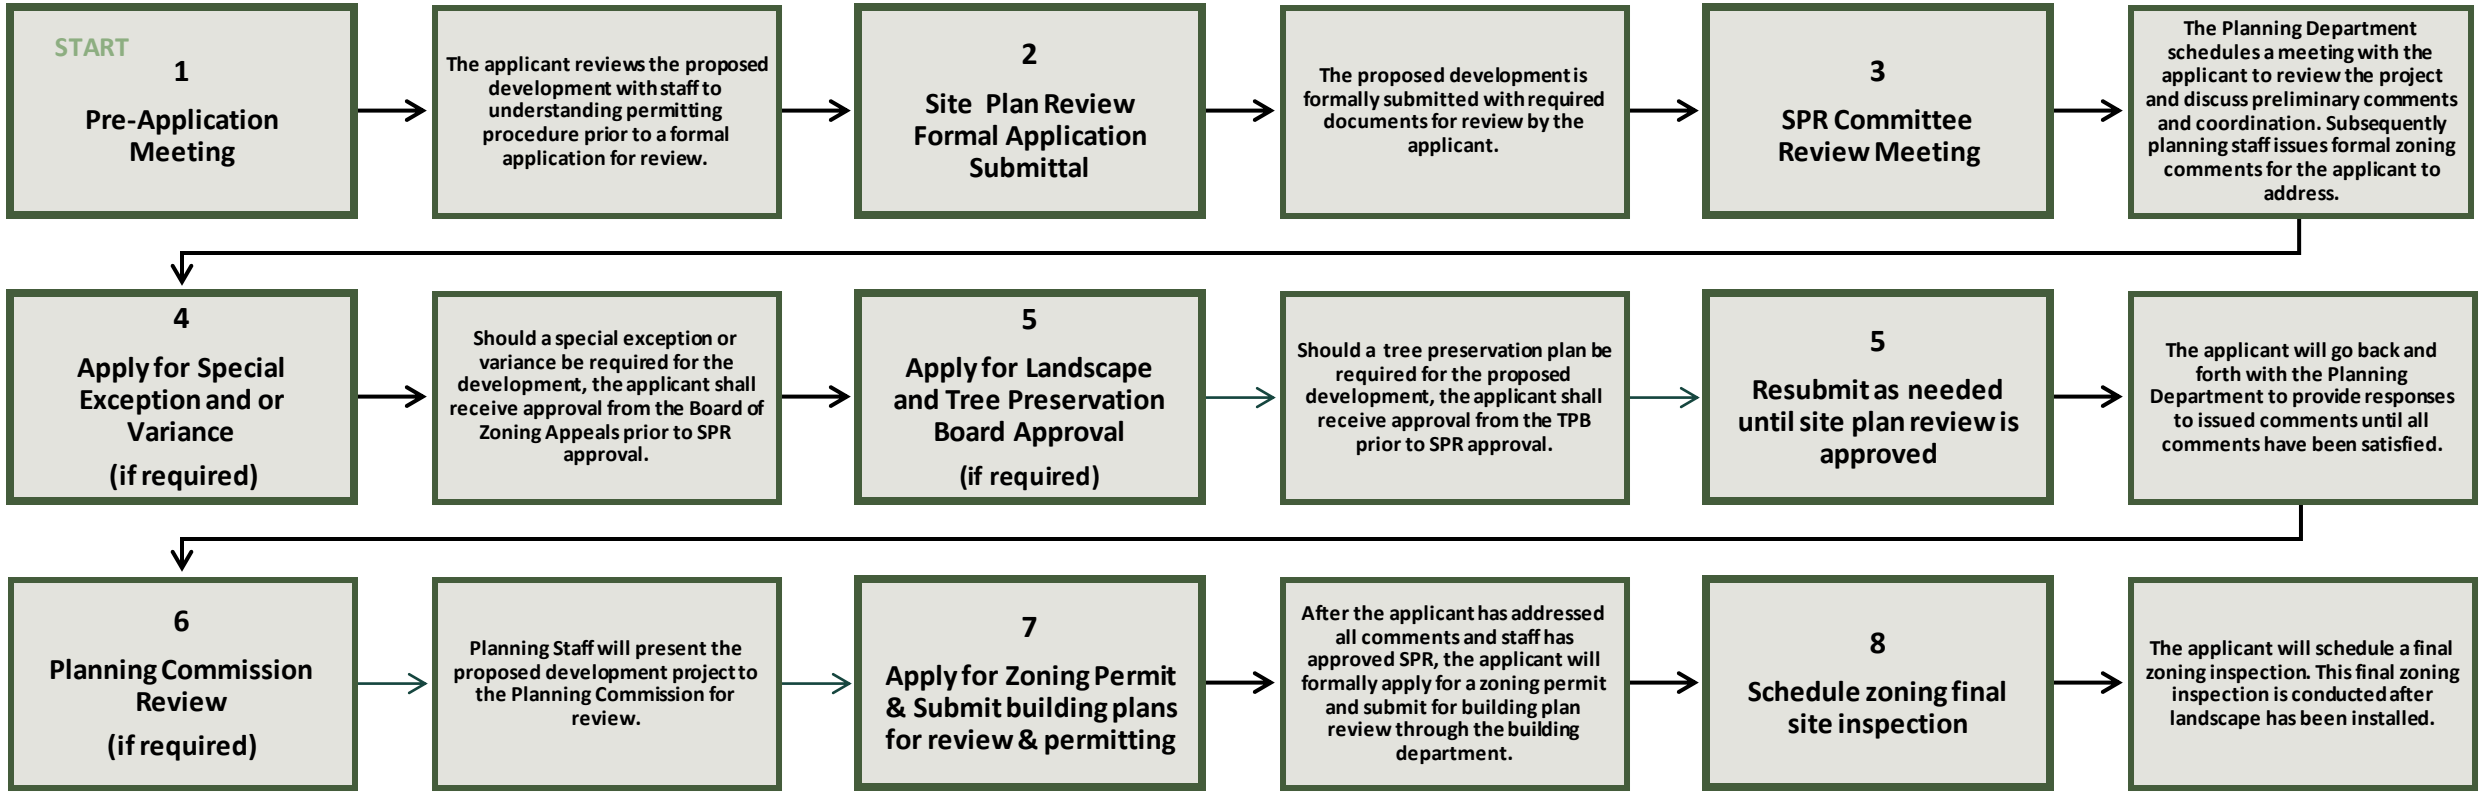 START
1
Pre-Application
Meeting
The applicant reviews the proposed
development with staff to
understanding permitting
procedure prior to a formal
application for review.
2
Site Plan Review
Formal Application
Submittal
The proposed development is
formally submitted with required
documents for review by the
applicant.
3
SPR Committee
Review Meeting
The Planning Department
schedules a meeting with the
applicant to review the project
and discuss preliminary comments
and coordination. Subsequently
planning staff issues formal zoning
comments for the applicant to
address.
4
Apply for Special
Exception and or
Variance
(if required)
Should a special exception or
variance be required for the
development, the applicant shall
receive approval from the Board of
Zoning Appeals prior to SPR
approval.
5
Apply for Landscape
and Tree Preservation
Board Approval
(if required)
Should a tree preservation plan be
required for the proposed
development, the applicant shall
receive approval from the TPB
prior to SPR approval.
5
Resubmit as needed
until site plan review is
approved
The applicant will go back and
forth with the Planning
Department to provide responses
to issued comments until all
comments have been satisfied.
6
Planning Commission
Review
(if required)
Planning Staff will present the
proposed development project to
the Planning Commission for
review.
7
Apply for Zoning Permit
& Submit building plans
for review & permitting
After the applicant has addressed
all comments and staff has
approved SPR, the applicant will
formally apply for a zoning permit
and submit for building plan
review through the building
department.
8
Schedule zoning final
site inspection
The applicant will schedule a final
zoning inspection. This final zoning
inspection is conducted after
landscape has been installed.